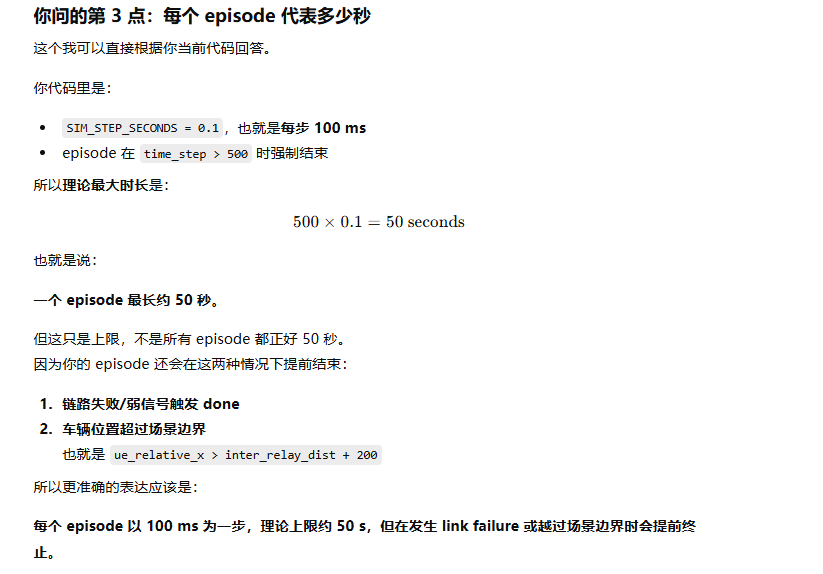 你问的第 3 点：每个 episode 代表多少秒
这个我可以直接根据你当前代码回答。
你代码里是：
• SIM_STEP_SECONDS = 0.1，也就是每步 100 ms
• episode 在 time_step > 500 时强制结束
所以理论最大时长是：
500 × 0.1 = 50 seconds
也就是说：
一个 episode 最长约 50 秒。
但这只是上限，不是所有 episode 都正好 50 秒。
因为你的 episode 还会在这两种情况下提前结束：
1. 链路失败/弱信号触发 done
2. 车辆位置超过场景边界
也就是 ue_relative_x > inter_relay_dist + 200
所以更准确的表达应该是：
每个 episode 以 100 ms 为一步，理论上限约 50 s，但在发生 link failure 或越过场景边界时会提前终
止。